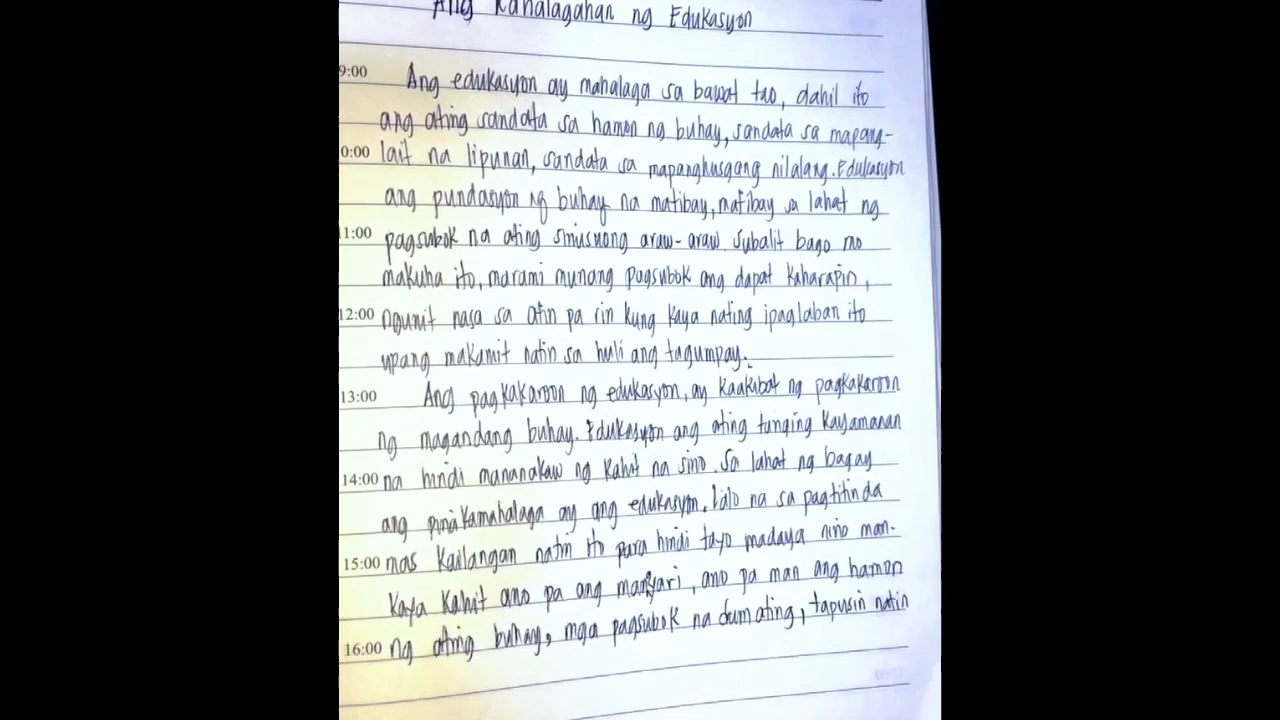 Ang Kahalagahan ng Edukasyon
9:00 Ang edukasyon ay mahalaga sa bawat tao, dahil ito
ang ating sandata sa hamon ng buhay, sandata sa mapang-
0:00 lait na lipunan, sandata sa mapanghusgang nilalang. Edukasyon
ang pundasyon ng buhay na matibay, matibay sa lahat ng
11:00 pagsubok na ating sinusuong araw-araw. Subalit bago mo
makuha ito, marami munang pagsubok ang dapat kaharapin,
12:00 ngunit nasa sa atin pa rin kung kaya nating ipaglaban ito
upang makamit natin sa huli ang tagumpay.
13:00 Ang pagkakaroon ng edukasyon, ay kaakibat ng pagkakaroon
ng magandang buhay. Edukasyon ang ating tanging kayamanan
14:00 na hindi mananakaw ng kahit na sino. Sa lahat ng bagay
ang pinakamahalaga ay ang edukasyon. lalo na sa pagtitinda
15:00 mas kailangan natin ito para hindi tayo madaya nino man.
Kaya kahit ano pa ang mangyari, ano pa man ang hamon
16:00 ng ating buhay, mga pagsubok na dumating, tapusin natin